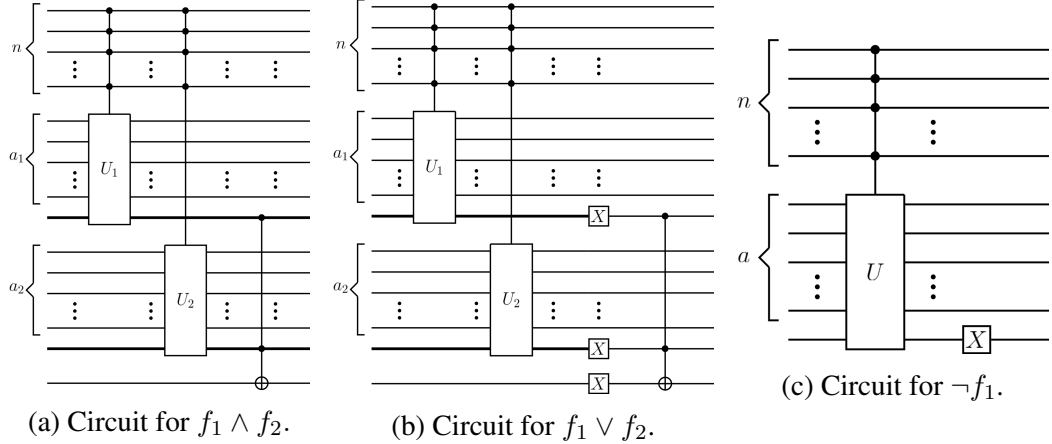 n
a₁
U₁
a₂
U₂
(a) Circuit for f₁ ∧ f₂.
n
a₁
U₁
X
a₂
U₂
X
X
(b) Circuit for f₁ ∨ f₂.
n
a
U
X
(c) Circuit for ¬f₁.